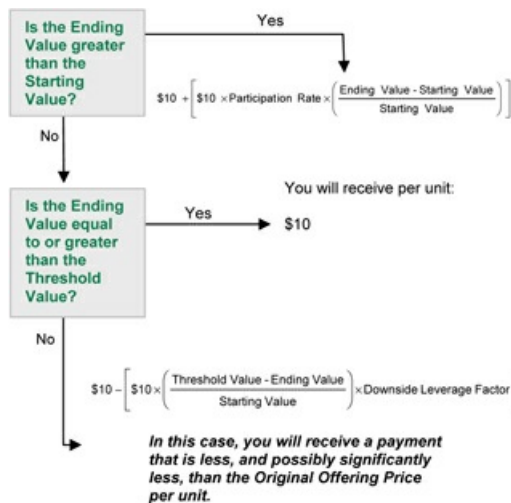 Is the Ending
Value greater
than the
Starting
Value?
Yes
$10 + [$10 × Participation Rate × (Ending Value - Starting Value / Starting Value)]
No
You will receive per unit:
Is the Ending
Value equal
to or greater
than the
Threshold
Value?
Yes
$10
No
$10 – [$10 × (Threshold Value - Ending Value / Starting Value) × Downside Leverage Factor
In this case, you will receive a payment
that is less, and possibly significantly
less, than the Original Offering Price
per unit.